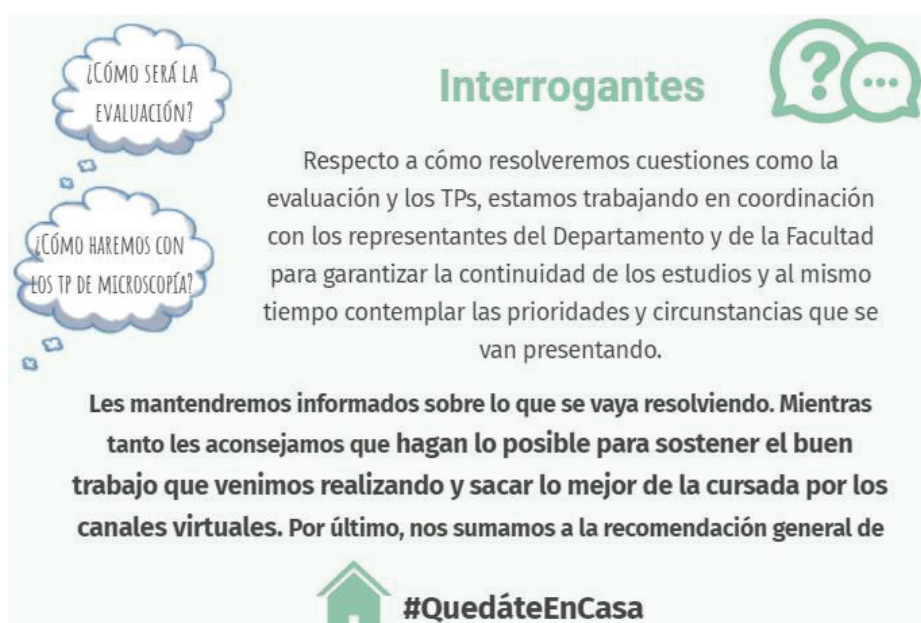 ¿CÓMO SERÁ LA
EVALUACIÓN?
¿CÓMO HAREMOS CON
LOS TP DE MICROSCOPÍA?
Interrogantes
Respecto a cómo resolveremos cuestiones como la
evaluación y los TPs, estamos trabajando en coordinación
con los representantes del Departamento y de la Facultad
para garantizar la continuidad de los estudios y al mismo
tiempo contemplar las prioridades y circunstancias que se
van presentando.
Les mantendremos informados sobre lo que se vaya resolviendo. Mientras
tanto les aconsejamos que hagan lo posible para sostener el buen
trabajo que venimos realizando y sacar lo mejor de la cursada por los
canales virtuales. Por último, nos sumamos a la recomendación general de
#QuedáteEnCasa